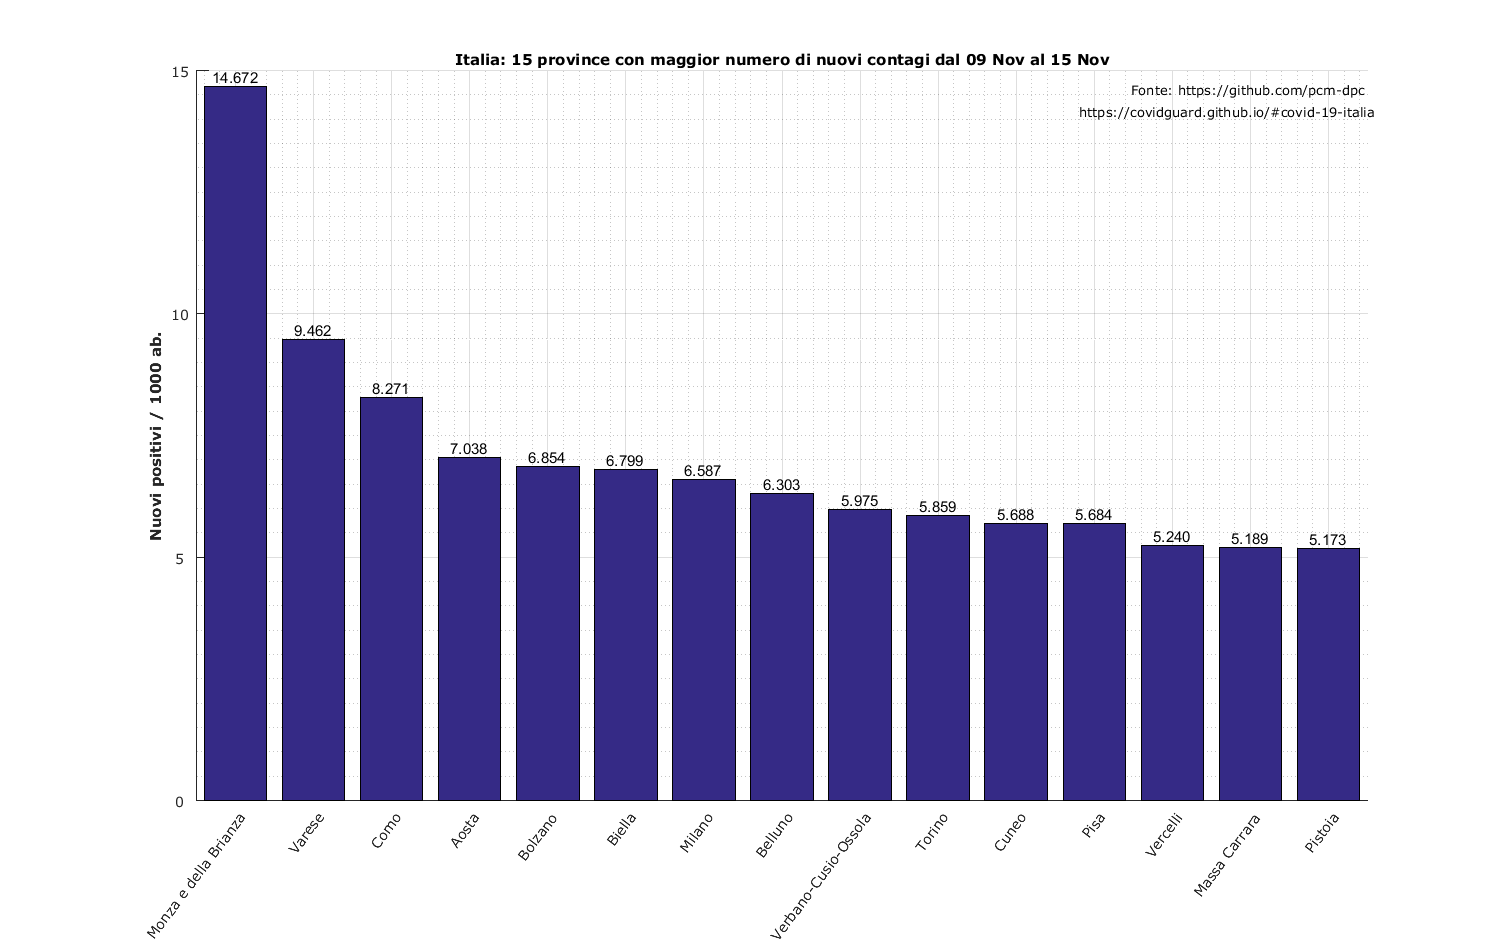 Italia: 15 province con maggior numero di nuovi contagi dal 09 Nov al 15 Nov
Fonte: https://github.com/pcm-dpc
https://covidguard.github.io/#covid-19-italia
Nuovi positivi / 1000 ab.
15
10
5
0
14.672
9.462
8.271
7.038
6.854
6.799
6.587
6.303
5.975
5.859
5.688
5.684
5.240
5.189
5.173
Monza e della Brianza
Varese
Como
Aosta
Bolzano
Biella
Milano
Belluno
Verbano-Cusio-Ossola
Torino
Cuneo
Pisa
Vercelli
Massa Carrara
Pistoia